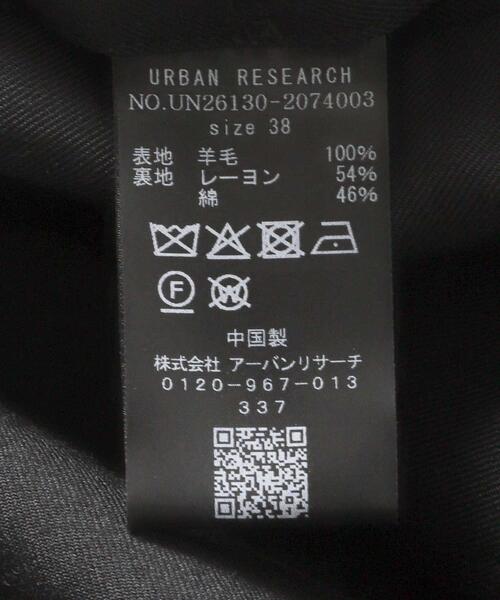 URBAN RESEARCH
NO.UN26130-2074003
size 38
表地 羊毛 100%
裏地 レーヨン 54%
綿 46%
F W
中国製
株式会社 アーバンリサーチ
0120-967-013
337